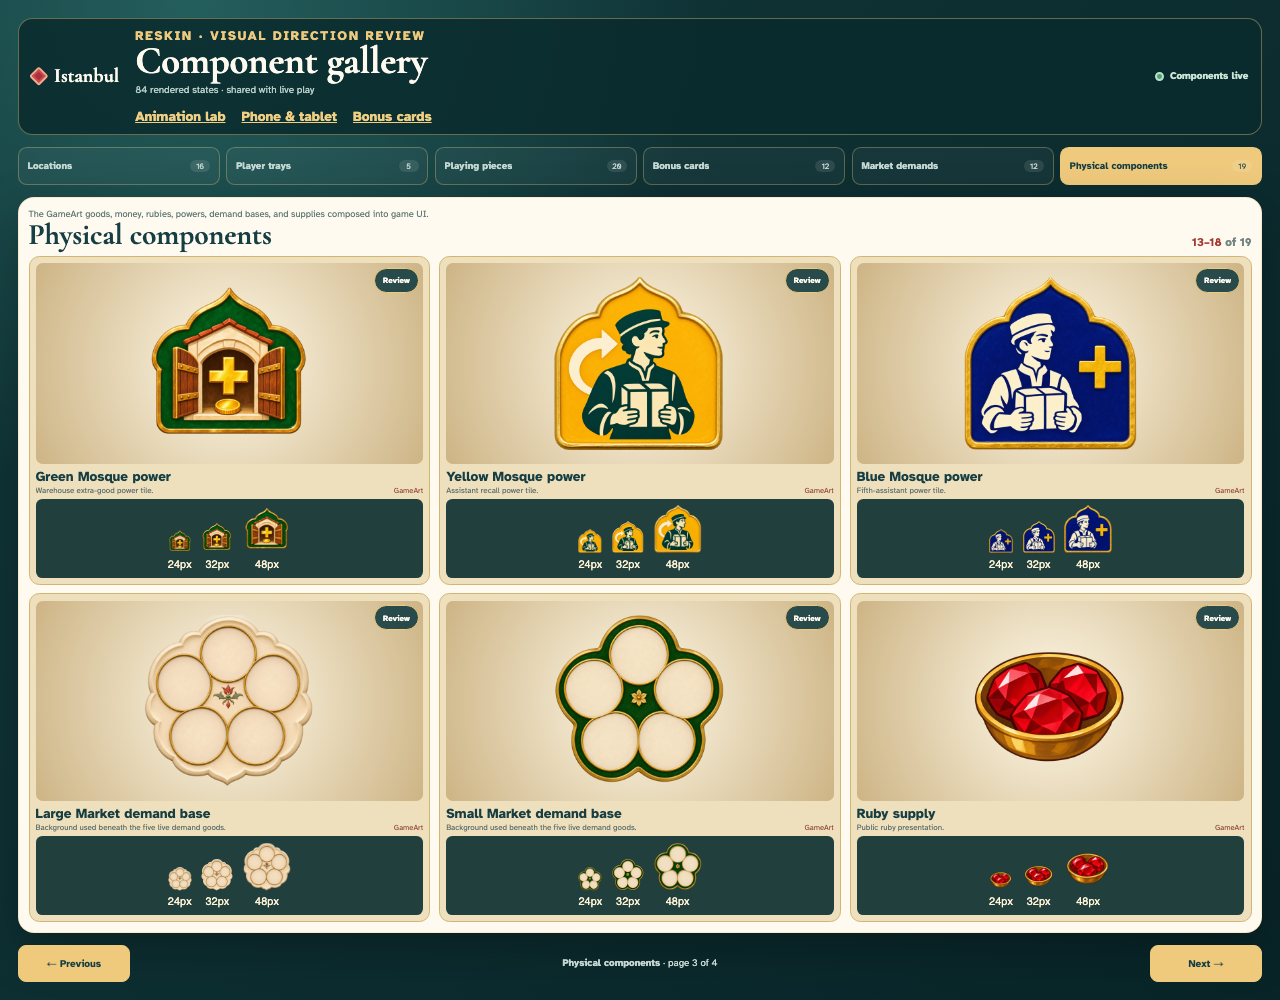 Istanbul
RESKIN · VISUAL DIRECTION REVIEW
Component gallery
84 rendered states · shared with live play
Animation lab Phone & tablet Bonus cards
Components live
Locations 16
Player trays 5
Playing pieces 20
Bonus cards 12
Market demands 12
Physical components 19
The GameArt goods, money, rubies, powers, demand bases, and supplies composed into game UI.
Physical components
13–18 of 19
Review
Green Mosque power
Warehouse extra-good power tile.
GameArt
24px 32px 48px
Review
Yellow Mosque power
Assistant recall power tile.
GameArt
24px 32px 48px
Review
Blue Mosque power
Fifth-assistant power tile.
GameArt
24px 32px 48px
Review
Large Market demand base
Background used beneath the five live demand goods.
GameArt
24px 32px 48px
Review
Small Market demand base
Background used beneath the five live demand goods.
GameArt
24px 32px 48px
Review
Ruby supply
Public ruby presentation.
GameArt
24px 32px 48px
← Previous
Physical components · page 3 of 4
Next →